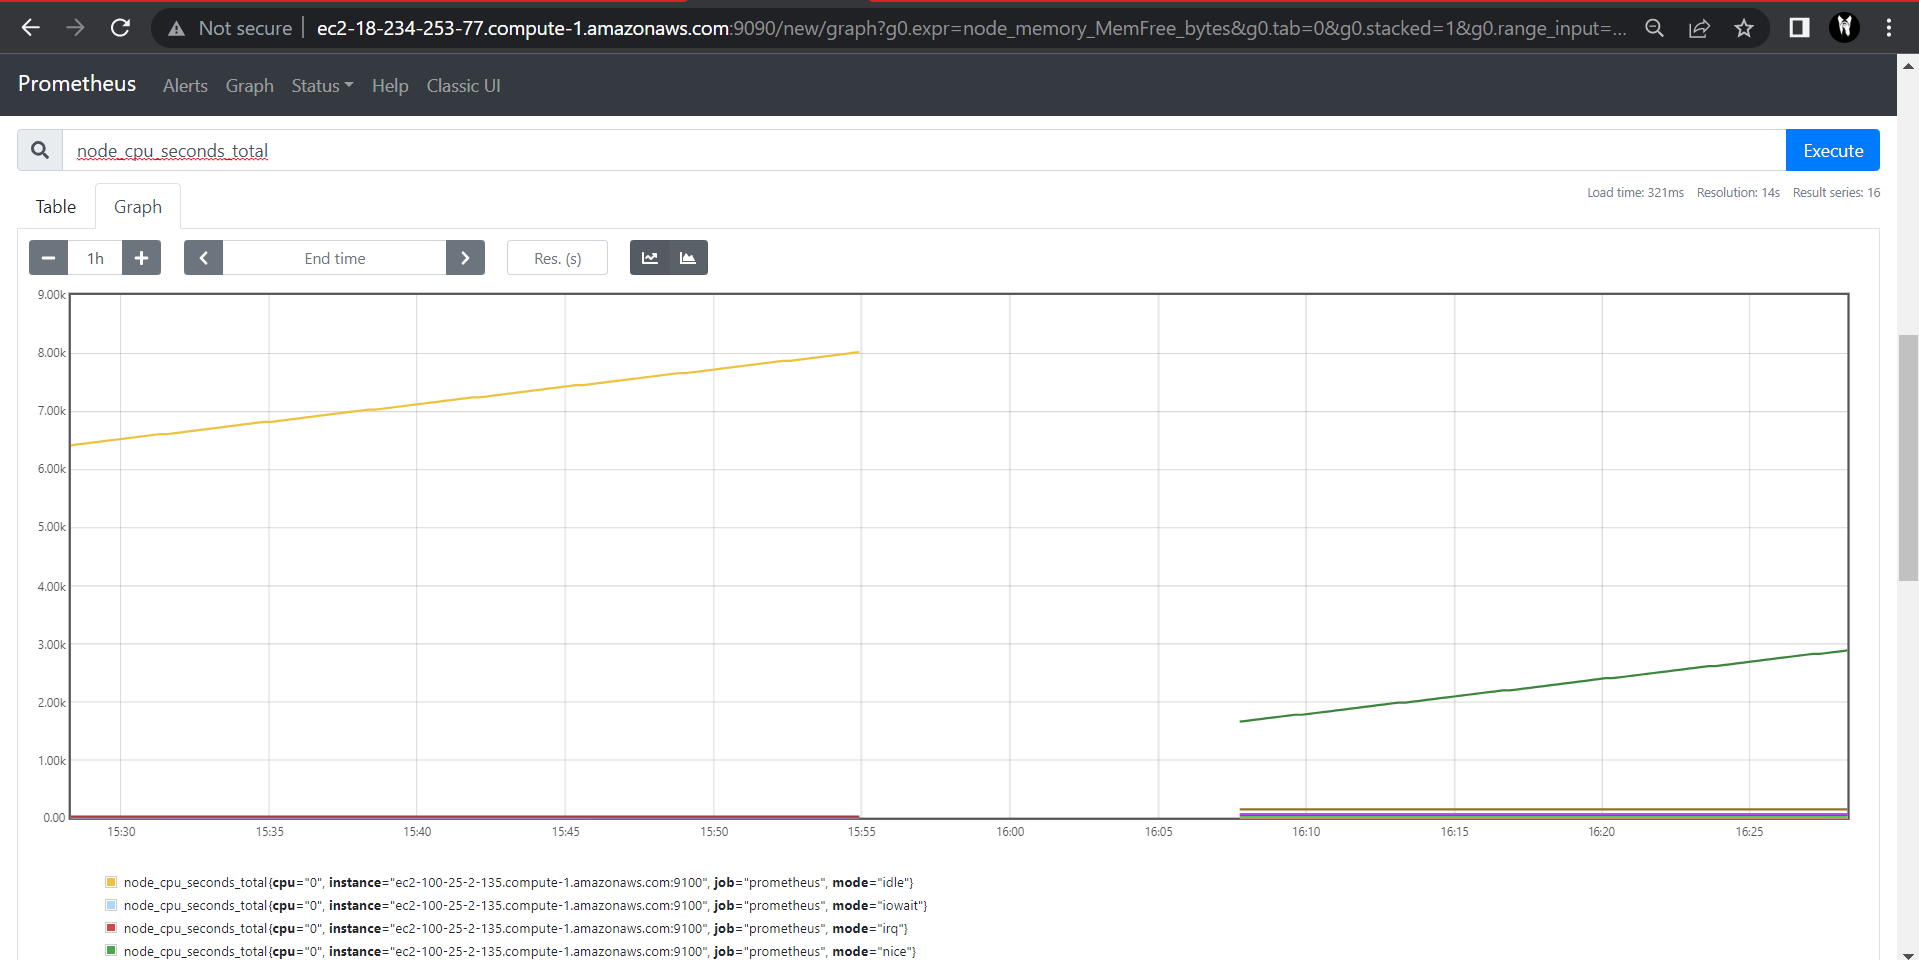 Not secure | ec2-18-234-253-77.compute-1.amazonaws.com:9090/new/graph?g0.expr=node_memory_MemFree_bytes&g0.tab=0&g0.stacked=1&g0.range_input=...
Prometheus Alerts Graph Status Help Classic UI
node_cpu_seconds_total Execute
Load time: 321ms Resolution: 14s Result series: 16
Table Graph
1h End time Res. (s)
9.00k
8.00k
7.00k
6.00k
5.00k
4.00k
3.00k
2.00k
1.00k
0.00
15:30 15:35 15:40 15:45 15:50 15:55 16:00 16:05 16:10 16:15 16:20 16:25
node_cpu_seconds_total{cpu="0", instance="ec2-100-25-2-135.compute-1.amazonaws.com:9100", job="prometheus", mode="idle"}
node_cpu_seconds_total{cpu="0", instance="ec2-100-25-2-135.compute-1.amazonaws.com:9100", job="prometheus", mode="iowait"}
node_cpu_seconds_total{cpu="0", instance="ec2-100-25-2-135.compute-1.amazonaws.com:9100", job="prometheus", mode="irq"}
node_cpu_seconds_total{cpu="0", instance="ec2-100-25-2-135.compute-1.amazonaws.com:9100", job="prometheus", mode="nice"}